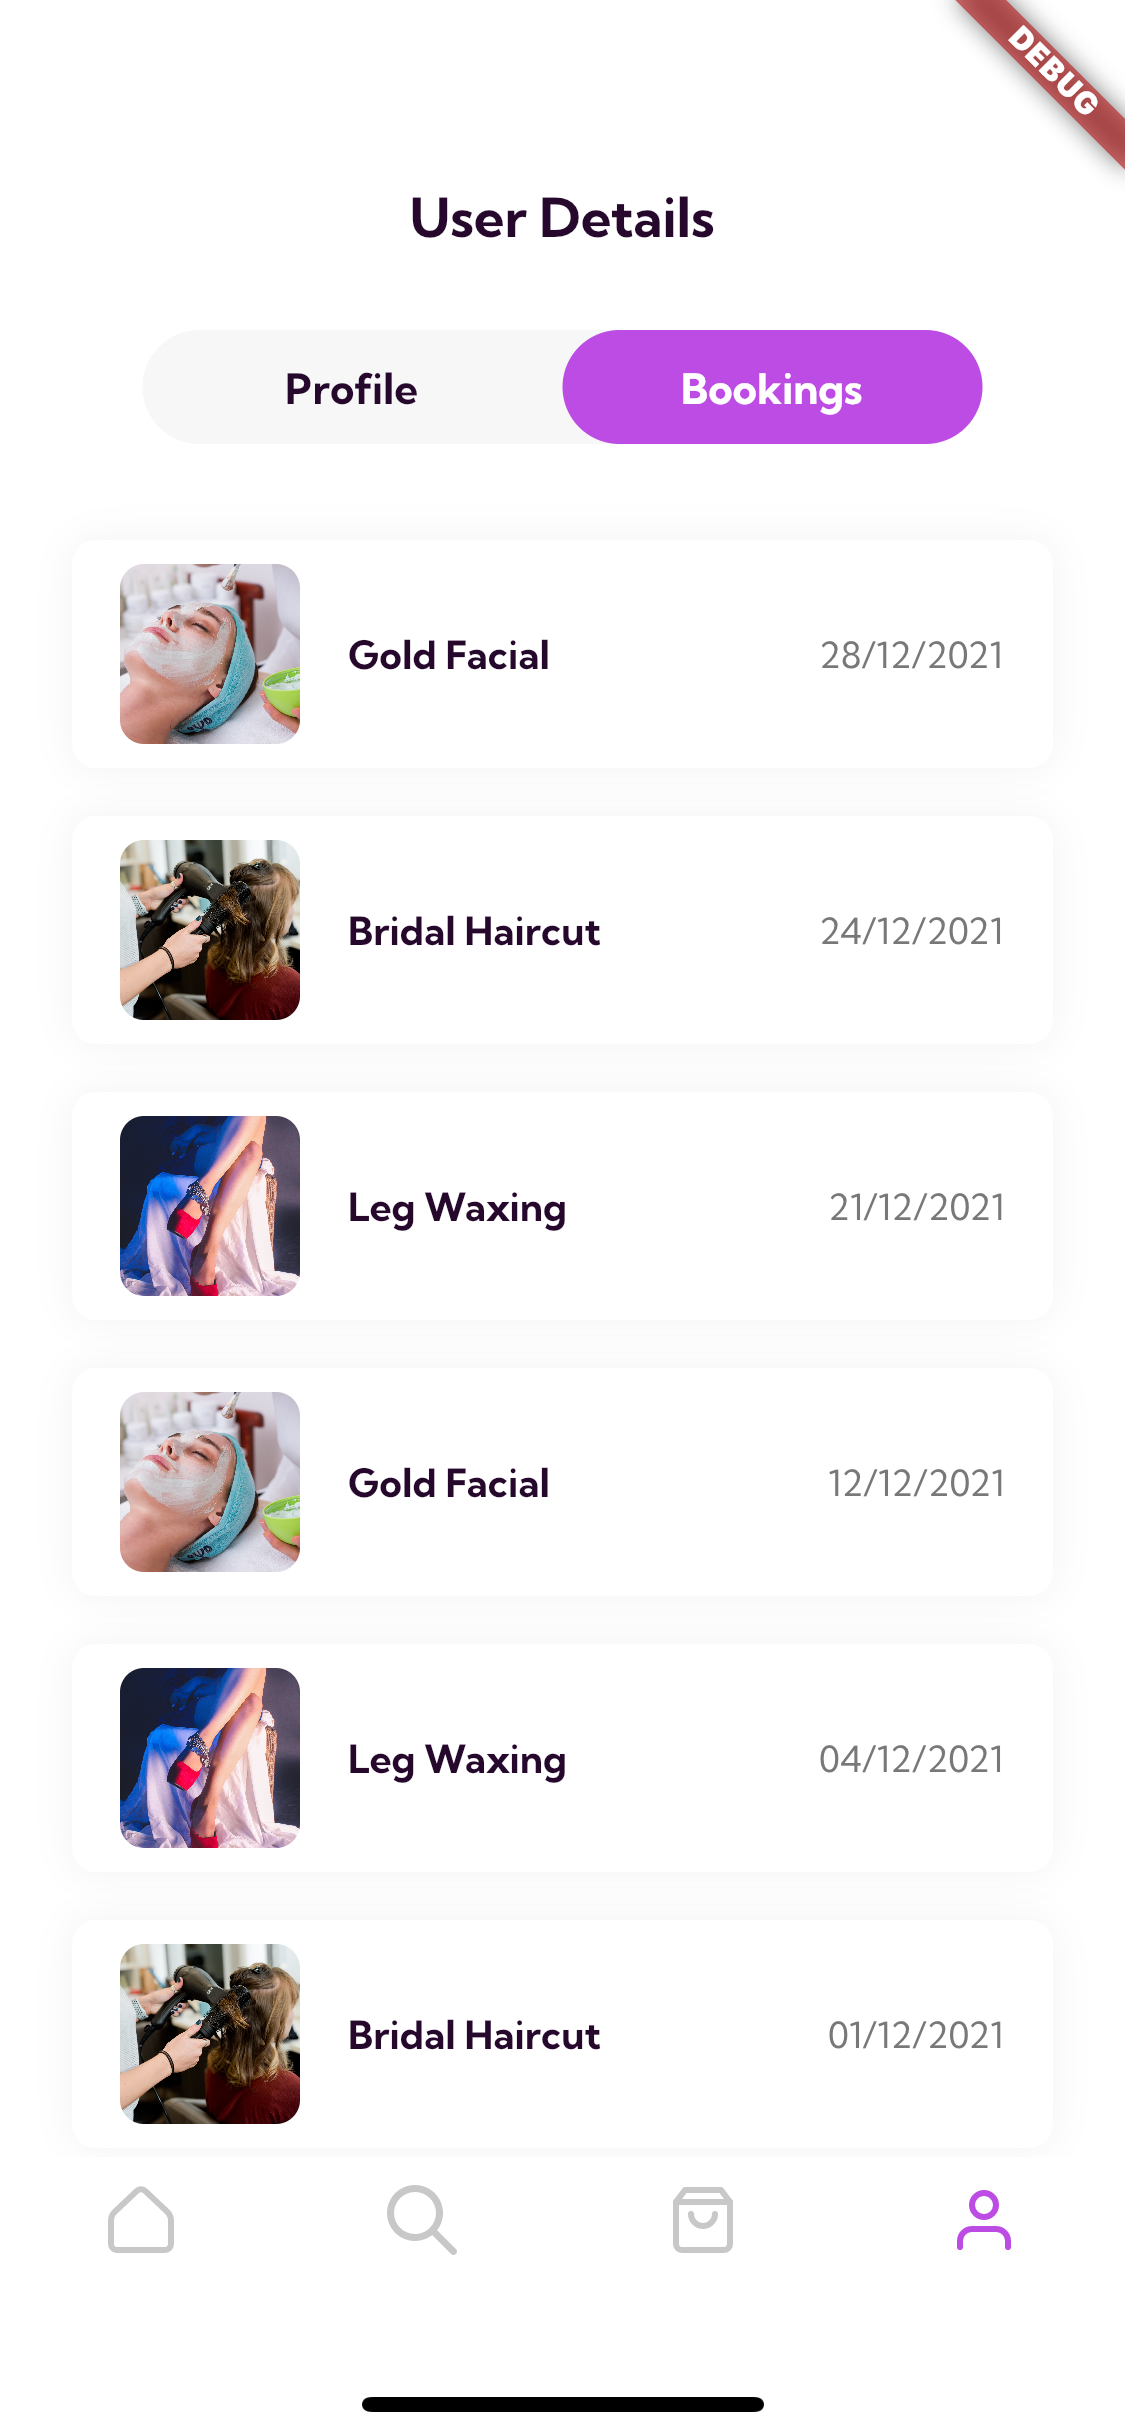 DEBUG
User Details
Profile
Bookings
Gold Facial
28/12/2021
Bridal Haircut
24/12/2021
Leg Waxing
21/12/2021
Gold Facial
12/12/2021
Leg Waxing
04/12/2021
Bridal Haircut
01/12/2021